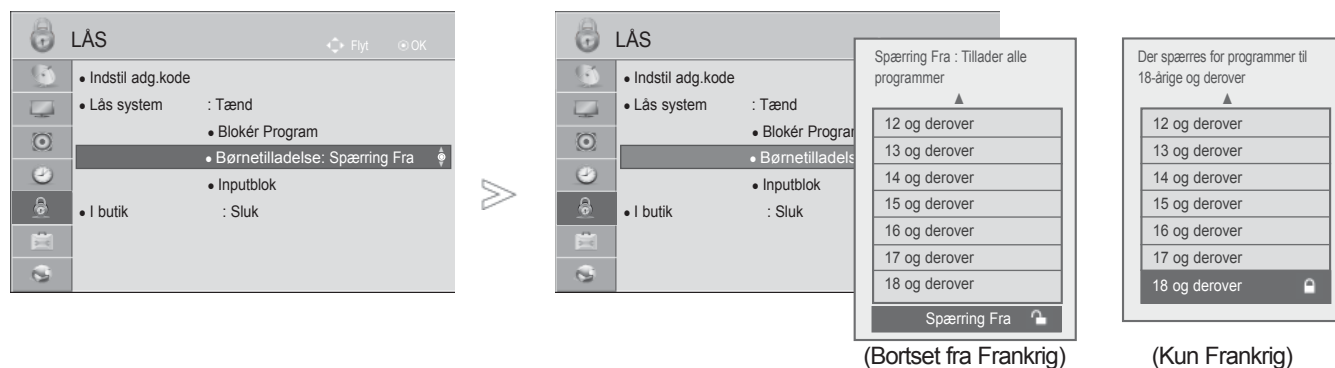 LÅS
Flyt OK
• Indstil adg.kode
• Lås system : Tænd
• Blokér Program
• Børnetilladelse: Spærring Fra
• Inputblok
• I butik : Sluk
LÅS
• Indstil adg.kode
• Lås system : Tænd
• Blokér Prograr
• Børnetilladels
• Inputblok
• I butik : Sluk
Spærring Fra : Tillader alle
programmer
12 og derover
13 og derover
14 og derover
15 og derover
16 og derover
17 og derover
18 og derover
Spærring Fra
(Bortset fra Frankrig)
Der spærres for programmer til
18-årige og derover
12 og derover
13 og derover
14 og derover
15 og derover
16 og derover
17 og derover
18 og derover
(Kun Frankrig)